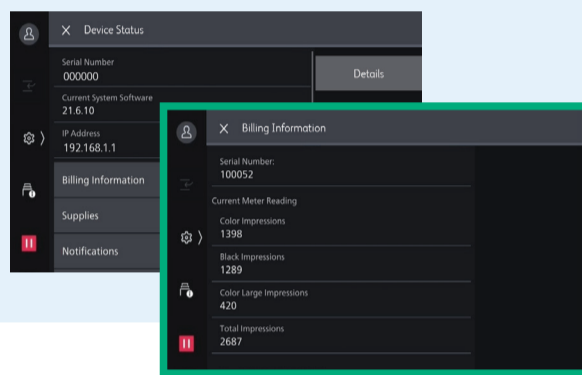 Device Status
Serial Number
000000
Details
Current System Software
21.6.10
IP Address
192.168.1.1
Billing Information
Supplies
Notifications
Billing Information
Serial Number:
100052
Current Meter Reading
Color Impressions
1398
Black Impressions
1289
Color Large Impressions
420
Total Impressions
2687